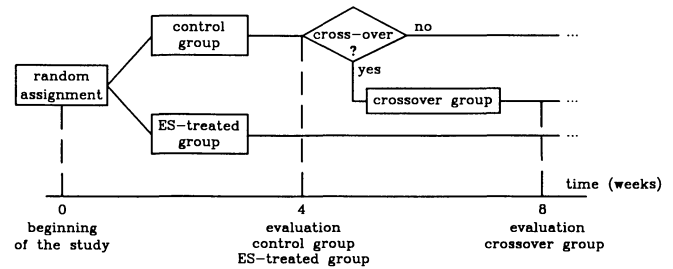 control
group
cross-over
?
no
...
yes
random
assignment
crossover group
...
ES-treated
group
...
time (weeks)
0
4
8
beginning
of the study
evaluation
control group
ES-treated group
evaluation
crossover group